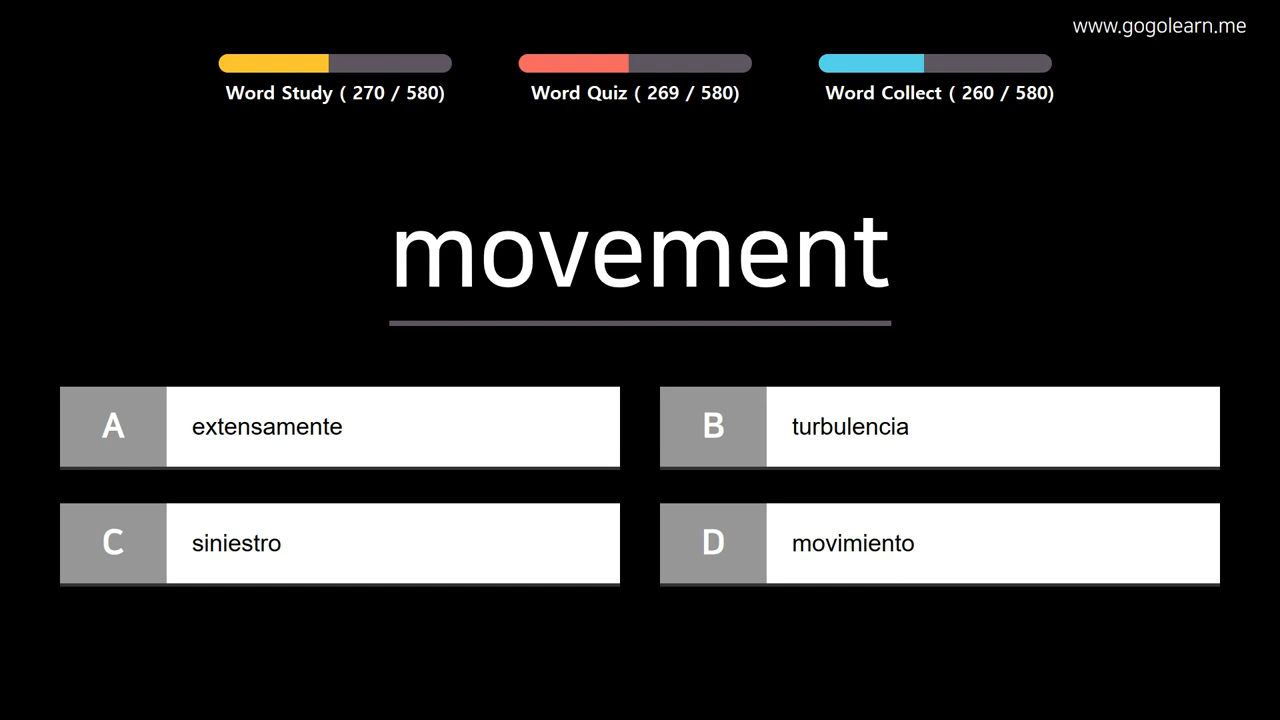 www.gogolearn.me
Word Study ( 270 / 580)
Word Quiz ( 269 / 580)
Word Collect ( 260 / 580)
movement
A extensamente
B turbulencia
C siniestro
D movimiento